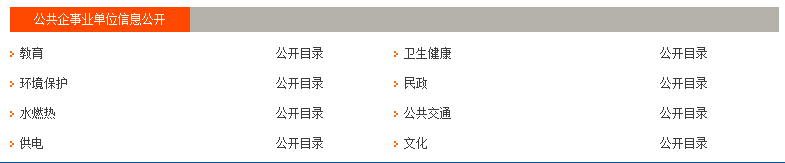 公共企事业单位信息公开
教育 公开目录 卫生健康 公开目录
环境保护 公开目录 民政 公开目录
水燃热 公开目录 公共交通 公开目录
供电 公开目录 文化 公开目录